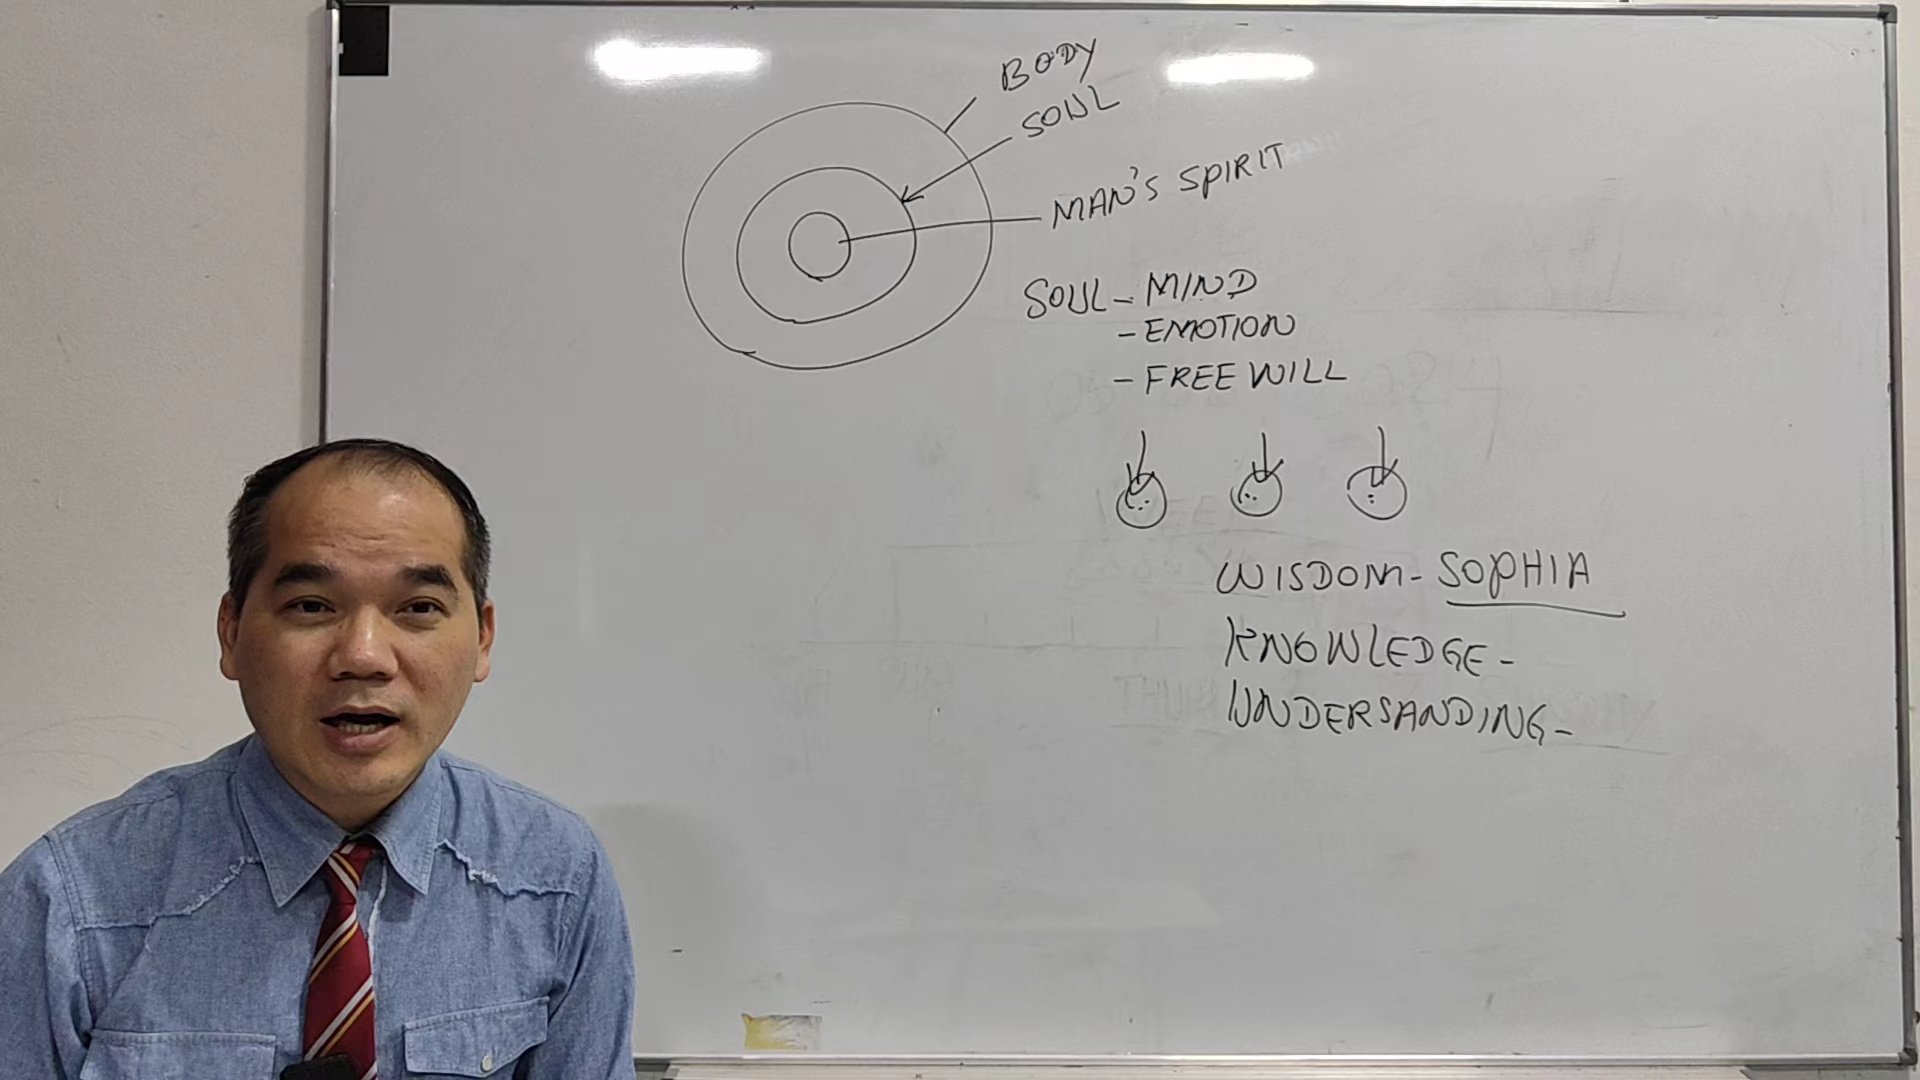 BODY
SOUL
MAN'S SPIRIT
SOUL - MIND
- EMOTION
- FREE WILL
WISDOM - SOPHIA
KNOWLEDGE -
UNDERSANDING -